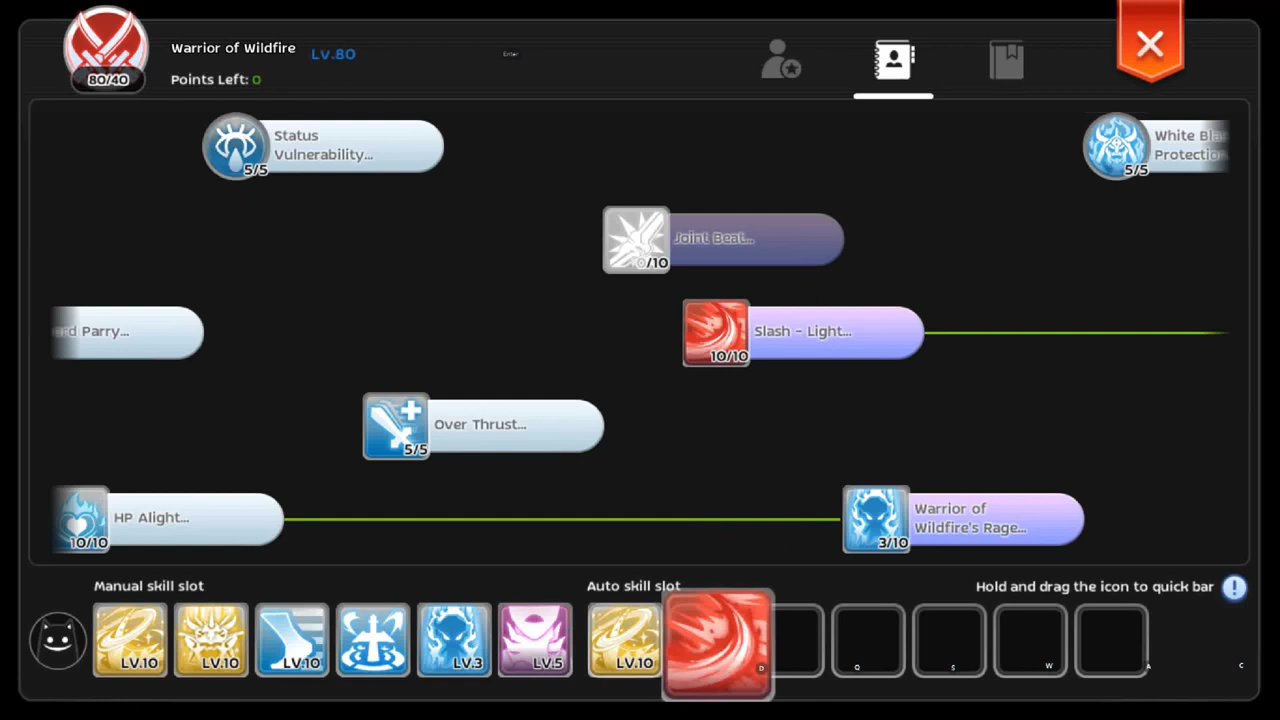 Warrior of Wildfire
Lv.80
Enter
80/40
Points Left: 0
Status
Vulnerability...
5/5
White Bla
Protection
5/5
Joint Beat...
0/10
rd Parry...
Slash - Light...
10/10
Over Thrust...
5/5
HP Alight...
10/10
Warrior of
Wildfire's Rage...
3/10
Manual skill slot
Auto skill slot
Hold and drag the icon to quick bar
LV.10
LV.10
LV.10
LV.3
LV.5
LV.10
D
Q
S
W
A
C